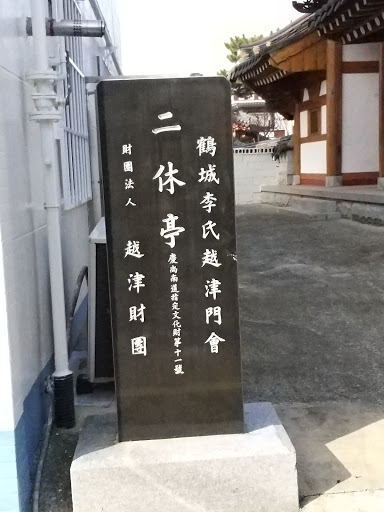 鶴城李氏越津門會
二休亭
慶尚南道指定文化財第十一號
財團法人 越津財團